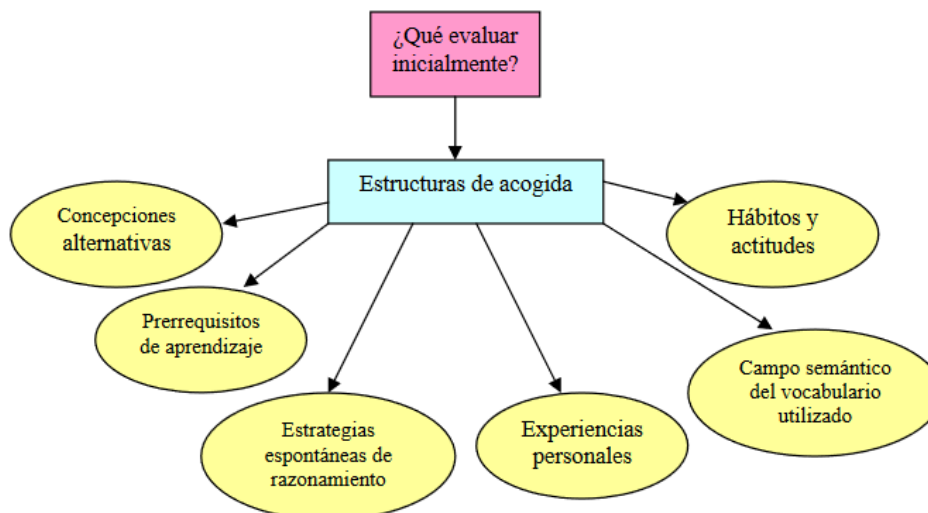 ¿Qué evaluar
inicialmente?
Estructuras de acogida
Concepciones
alternativas
Hábitos y
actitudes
Prerrequisitos
de aprendizaje
Campo semántico
del vocabulario
utilizado
Estrategias
espontáneas de
razonamiento
Experiencias
personales